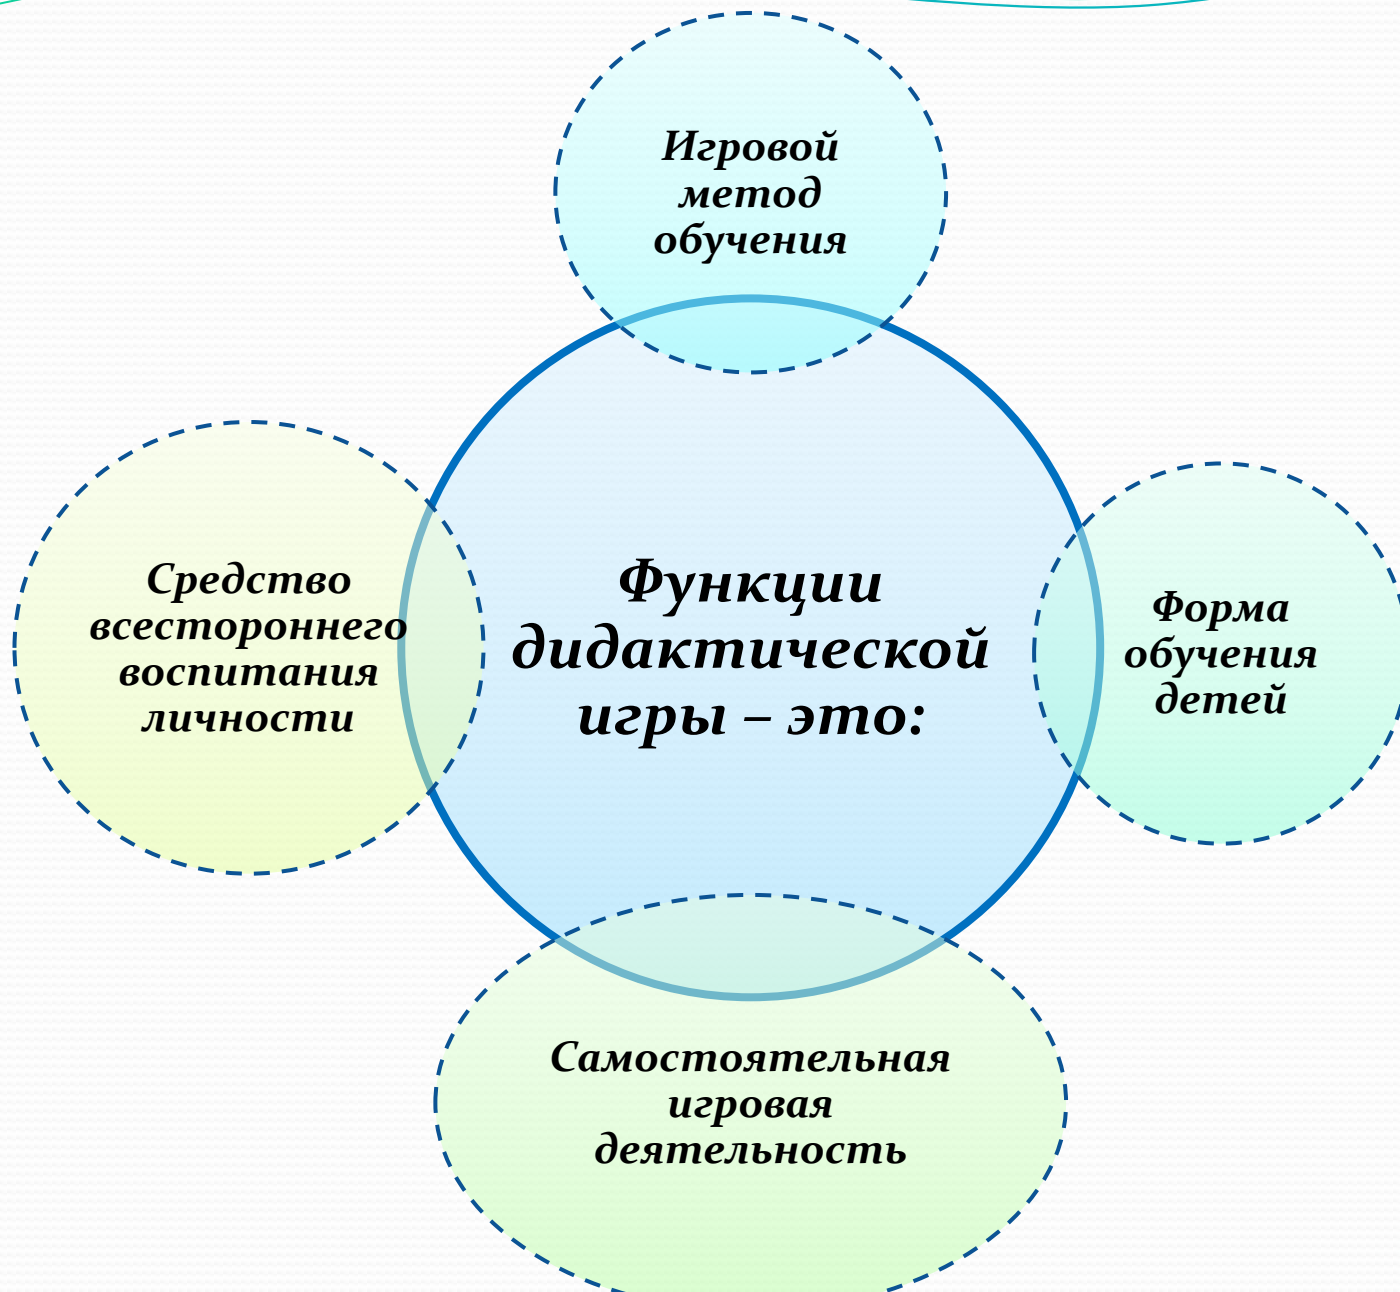 Игровой
метод
обучения
Средство
всестороннего
воспитания
личности
Функции
дидактической
игры – это:
Форма
обучения
детей
Самостоятельная
игровая
деятельность